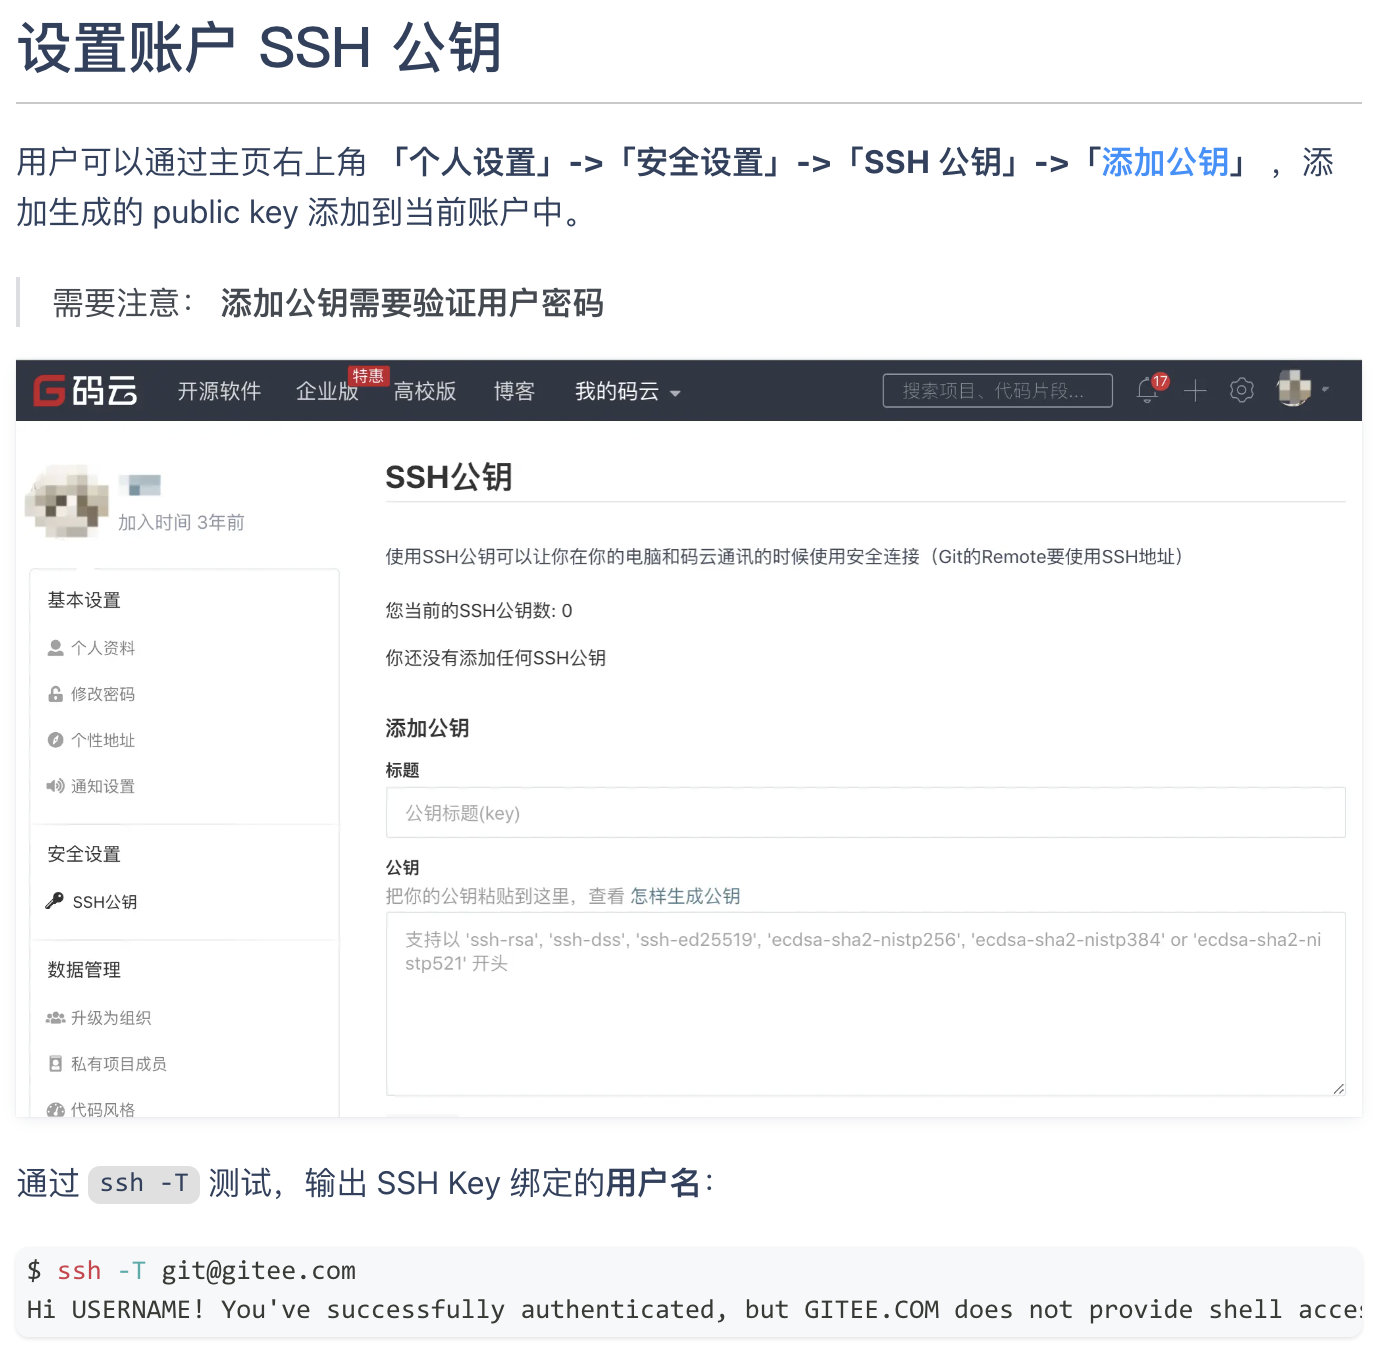 设置账户 SSH 公钥
用户可以通过主页右上角 「个人设置」->「安全设置」->「SSH 公钥」->「添加公钥」 ，添
加生成的 public key 添加到当前账户中。
需要注意： 添加公钥需要验证用户密码
G 码云 开源软件 企业版 特惠 高校版 博客 我的码云 搜索项目、代码片段... 17
加入时间 3年前
基本设置
个人资料
修改密码
个性地址
通知设置
安全设置
SSH公钥
数据管理
升级为组织
私有项目成员
代码风格
SSH公钥
使用SSH公钥可以让你在你的电脑和码云通讯的时候使用安全连接（Git的Remote要使用SSH地址）
您当前的SSH公钥数: 0
你还没有添加任何SSH公钥
添加公钥
标题
公钥标题(key)
公钥
把你的公钥粘贴到这里，查看 怎样生成公钥
支持以 'ssh-rsa', 'ssh-dss', 'ssh-ed25519', 'ecdsa-sha2-nistp256', 'ecdsa-sha2-nistp384' or 'ecdsa-sha2-ni
stp521' 开头
通过 ssh -T 测试，输出 SSH Key 绑定的用户名：
$ ssh -T git@gitee.com
Hi USERNAME! You've successfully authenticated, but GITEE.COM does not provide shell acces